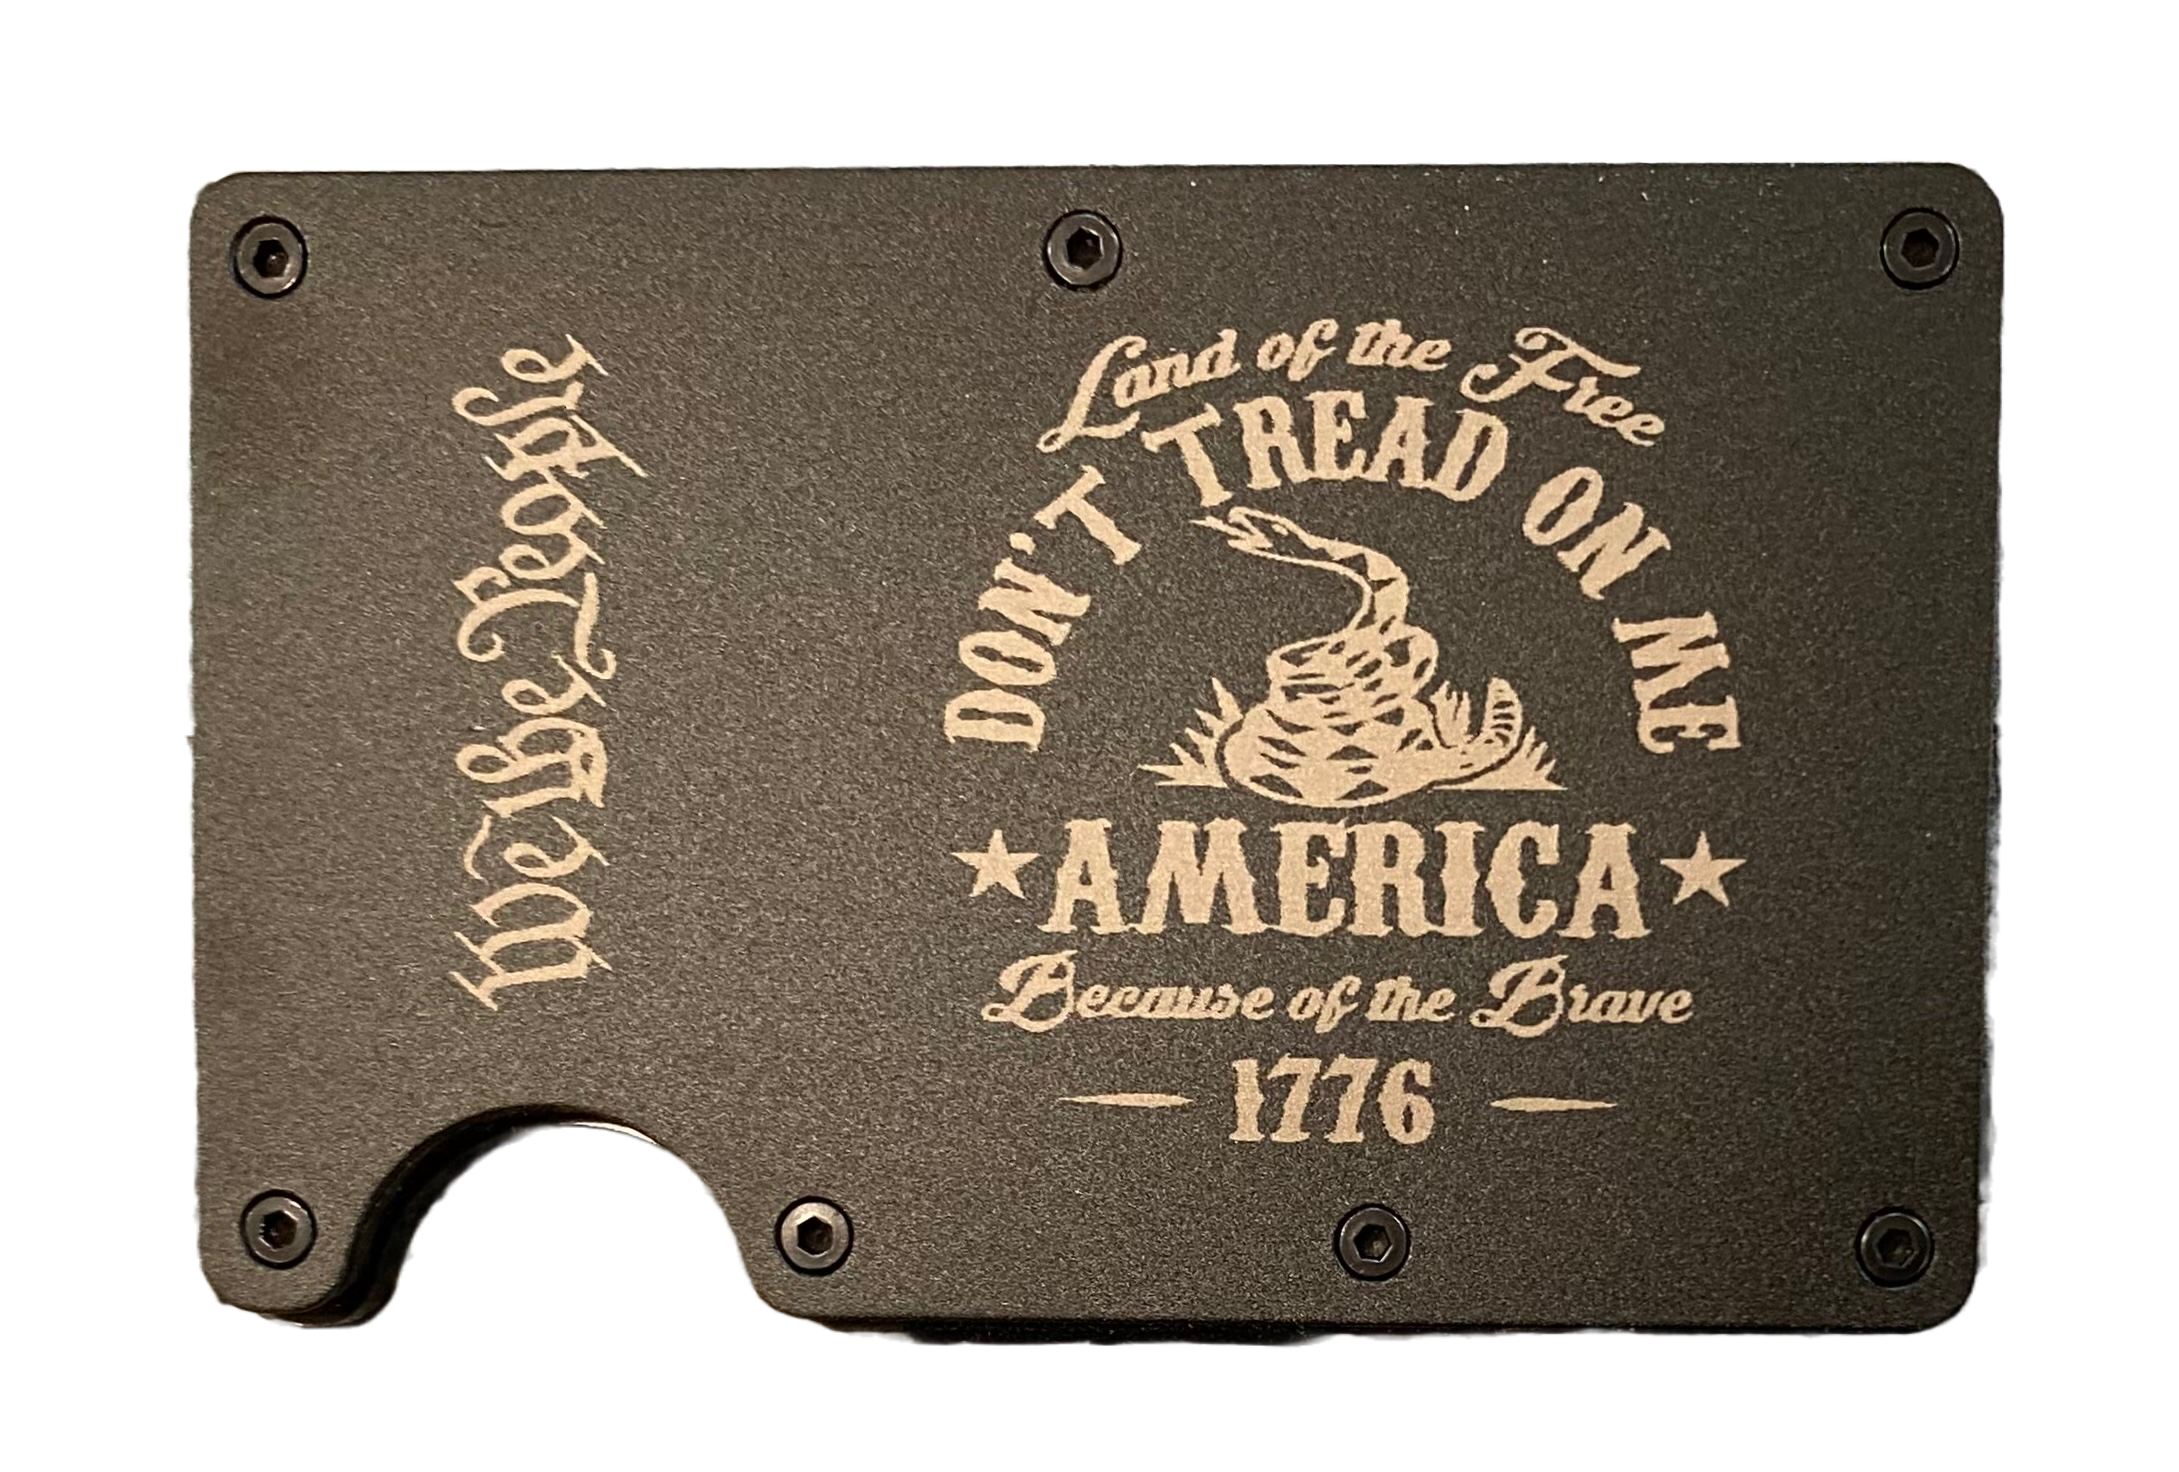 We the People
Land of the Free
DON'T TREAD ON ME
AMERICA
Because of the Brave
1776